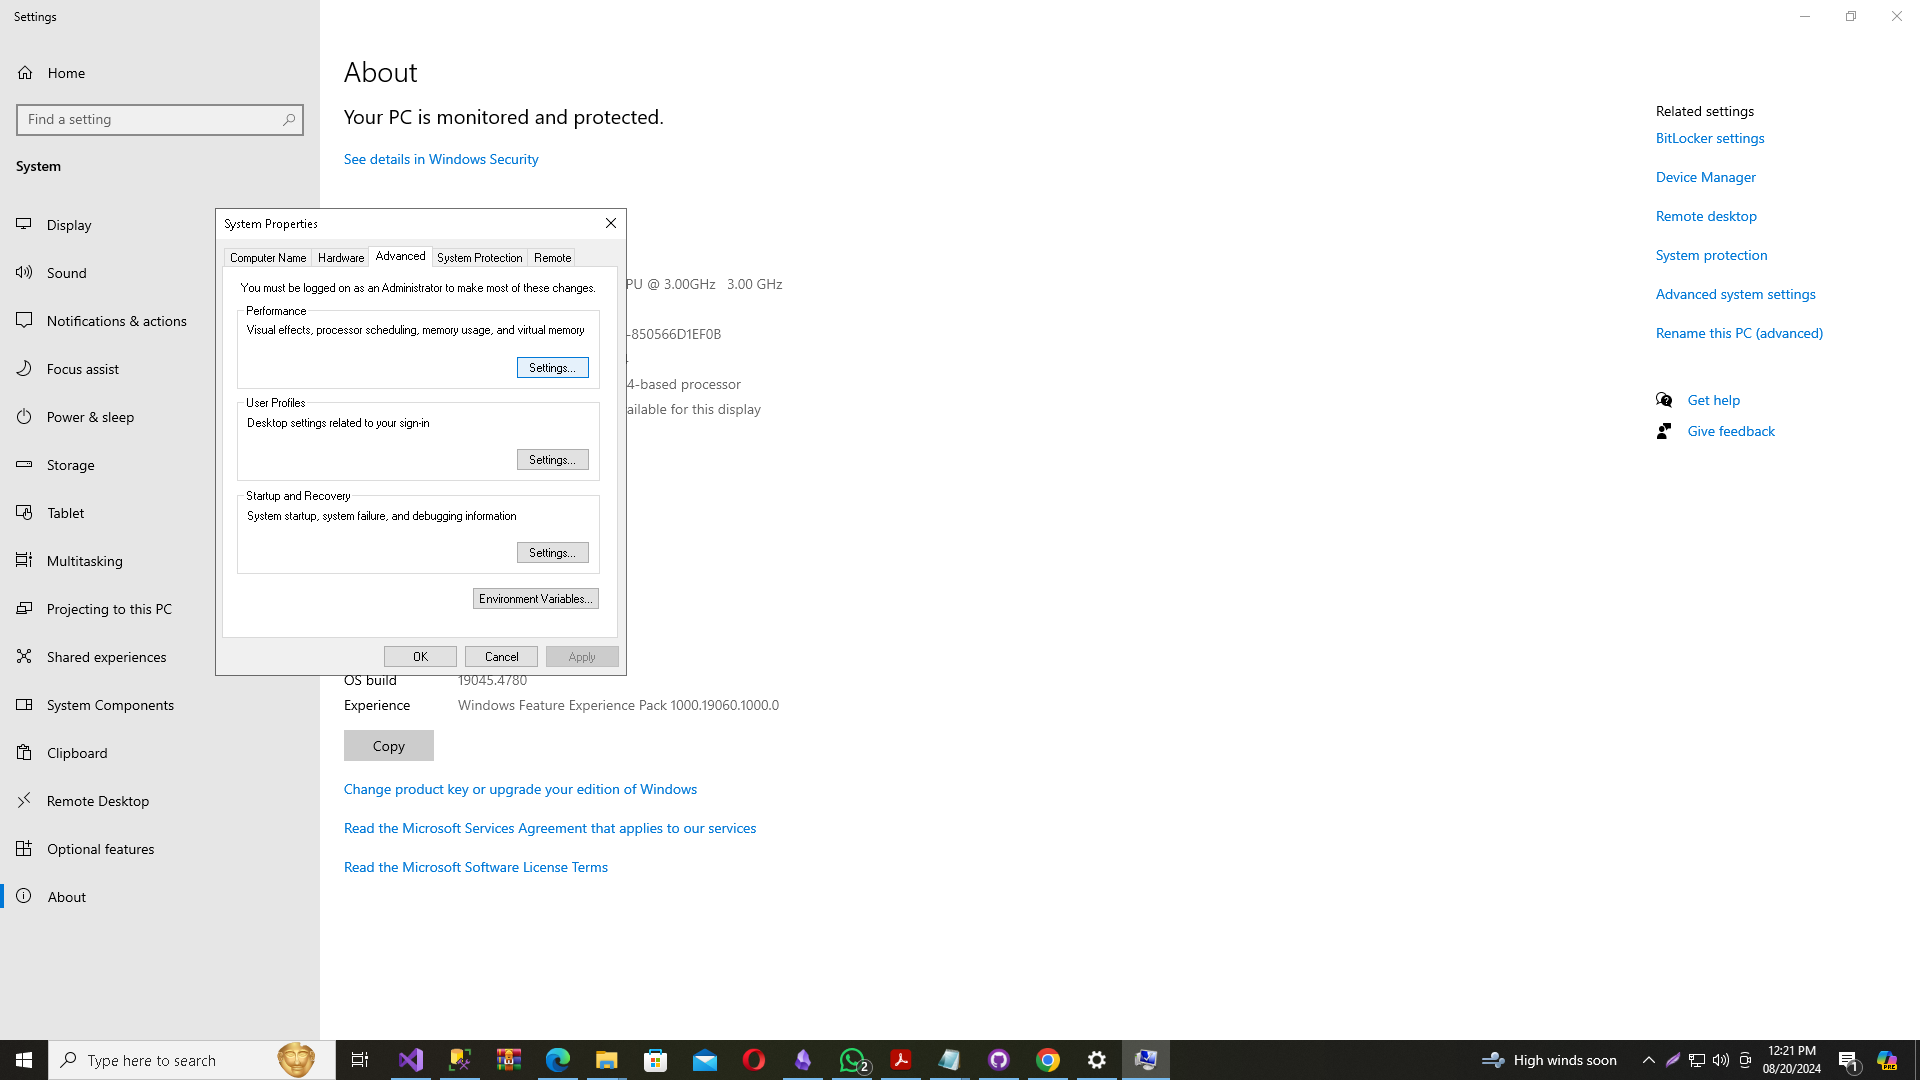 Settings
Home
Find a setting
System
Display
Sound
Notifications & actions
Focus assist
Power & sleep
Storage
Tablet
Multitasking
Projecting to this PC
Shared experiences
System Components
Clipboard
Remote Desktop
Optional features
About
About
Your PC is monitored and protected.
See details in Windows Security
System Properties
Computer Name Hardware Advanced System Protection Remote
You must be logged on as an Administrator to make most of these changes.
Performance
Visual effects, processor scheduling, memory usage, and virtual memory
Settings...
User Profiles
Desktop settings related to your sign-in
Settings...
Startup and Recovery
System startup, system failure, and debugging information
Settings...
Environment Variables...
OK Cancel Apply
PU @ 3.00GHz 3.00 GHz
-850566D1EF0B
4-based processor
ailable for this display
OS build 19045.4780
Experience Windows Feature Experience Pack 1000.19060.1000.0
Copy
Change product key or upgrade your edition of Windows
Read the Microsoft Services Agreement that applies to our services
Read the Microsoft Software License Terms
Related settings
BitLocker settings
Device Manager
Remote desktop
System protection
Advanced system settings
Rename this PC (advanced)
Get help
Give feedback
Type here to search
2
High winds soon
12:21 PM
08/20/2024
1
PRE